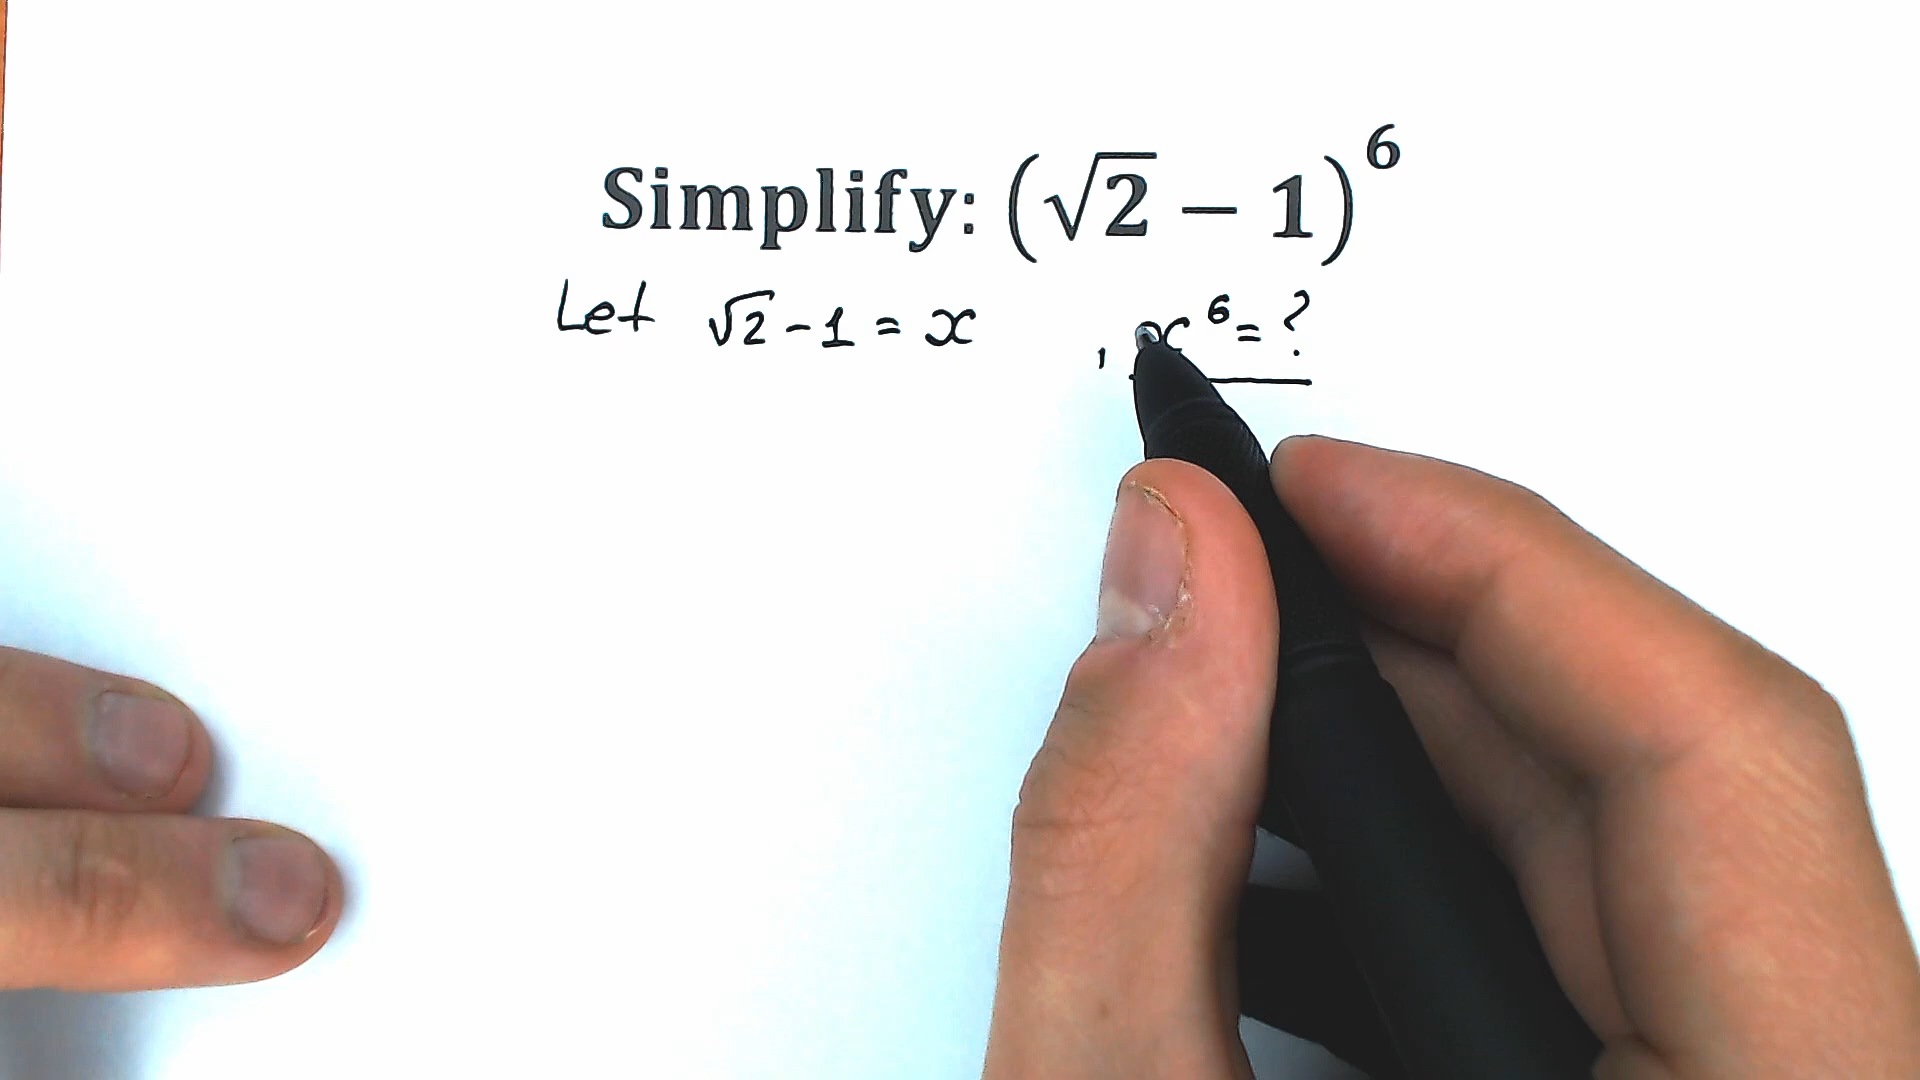 Simplify: (√2 − 1)⁶
Let √2 - 1 = x , x⁶ = ?